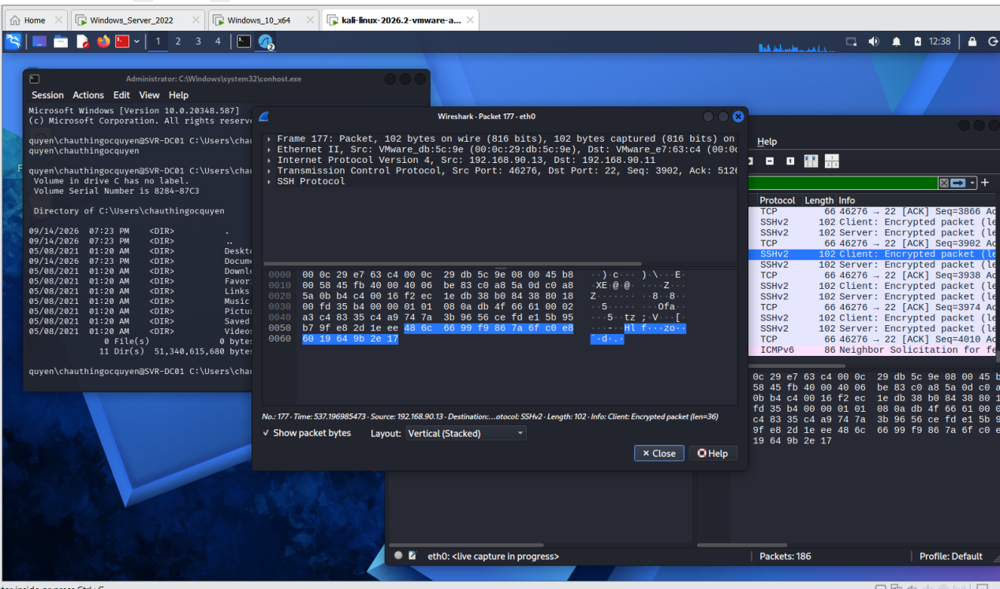 Home
Windows_Server_2022
Windows_10_x64
kali-linux-2026.2-vmware-a...
1 2 3 4
2
12:38
Administrator: C:\Windows\system32\conhost.exe
Session Actions Edit View Help
Microsoft Windows [Version 10.0.20348.587]
(c) Microsoft Corporation. All rights reserve
quyen\chauthingocquyen@SVR-DC01 C:\Users\chau
quyen\chauthingocquyen
quyen\chauthingocquyen@SVR-DC01 C:\Users\chau
Volume in drive C has no label.
Volume Serial Number is 8284-87C3
Directory of C:\Users\chauthingocquyen
09/14/2026 07:23 PM <DIR> .
09/14/2026 07:23 PM <DIR> ..
05/08/2021 01:20 AM <DIR> Deskt
09/14/2026 07:23 PM <DIR> Docume
05/08/2021 01:20 AM <DIR> Downl
05/08/2021 01:20 AM <DIR> Favor
05/08/2021 01:20 AM <DIR> Links
05/08/2021 01:20 AM <DIR> Music
05/08/2021 01:20 AM <DIR> Pictu
05/08/2021 01:20 AM <DIR> Saved
05/08/2021 01:20 AM <DIR> Videos
0 File(s) 0 bytes
11 Dir(s) 51,340,615,680 bytes
quyen\chauthingocquyen@SVR-DC01 C:\Users\chau
Wireshark · Packet 177 · eth0
Frame 177: Packet, 102 bytes on wire (816 bits), 102 bytes captured (816 bits) on
Ethernet II, Src: VMware_db:5c:9e (00:0c:29:db:5c:9e), Dst: VMware_e7:63:c4 (00:0c
Internet Protocol Version 4, Src: 192.168.90.13, Dst: 192.168.90.11
Transmission Control Protocol, Src Port: 46276, Dst Port: 22, Seq: 3902, Ack: 5126
SSH Protocol
0000 00 0c 29 e7 63 c4 00 0c 29 db 5c 9e 08 00 45 b8 ··)·c··· )·\···E·
0010 00 58 45 fb 40 00 40 06 be 83 c0 a8 5a 0d c0 a8 ·XE·@·@· ····Z···
0020 5a 0b b4 c4 00 16 f2 ec 1e db 38 b0 84 38 80 18 Z······· ··8··8··
0030 00 fd 35 b4 00 00 01 01 08 0a db 4f 66 61 00 02 ··5····· ···Ofa··
0040 a3 c4 83 35 c4 a9 74 7a 3b 96 56 ce fd e1 5b 95 ···5··tz ;·V···[·
0050 b7 9f e8 2d 1e ee 48 6c 66 99 f9 86 7a 6f c0 e8 ···-··Hl f···zo··
0060 60 19 64 9b 2e 17 `·d·.·
No.: 177 · Time: 537.196985473 · Source: 192.168.90.13 · Destination:...otocol: SSHv2 · Length: 102 · Info: Client: Encrypted packet (len=36)
Show packet bytes Layout: Vertical (Stacked)
Close Help
Help
Protocol Length Info
TCP 66 46276 → 22 [ACK] Seq=3866 Ac
SSHv2 102 Client: Encrypted packet (le
SSHv2 102 Server: Encrypted packet (le
TCP 66 46276 → 22 [ACK] Seq=3902 Ac
SSHv2 102 Client: Encrypted packet (le
SSHv2 102 Server: Encrypted packet (le
TCP 66 46276 → 22 [ACK] Seq=3938 Ac
SSHv2 102 Client: Encrypted packet (le
SSHv2 102 Server: Encrypted packet (le
TCP 66 46276 → 22 [ACK] Seq=3974 Ac
SSHv2 102 Client: Encrypted packet (le
SSHv2 102 Server: Encrypted packet (le
TCP 66 46276 → 22 [ACK] Seq=4010 Ac
ICMPv6 86 Neighbor Solicitation for fe
0c 29 e7 63 c4 00 0c 29 db 5c 9e 08 00 45 b
58 45 fb 40 00 40 06 be 83 c0 a8 5a 0d c0 a
0b b4 c4 00 16 f2 ec 1e db 38 b0 84 38 80 1
fd 35 b4 00 00 01 01 08 0a db 4f 66 61 00 0
c4 83 35 c4 a9 74 7a 3b 96 56 ce fd e1 5b 9
9f e8 2d 1e ee 48 6c 66 99 f9 86 7a 6f c0 e
19 64 9b 2e 17
eth0: <live capture in progress>
Packets: 186
Profile: Default